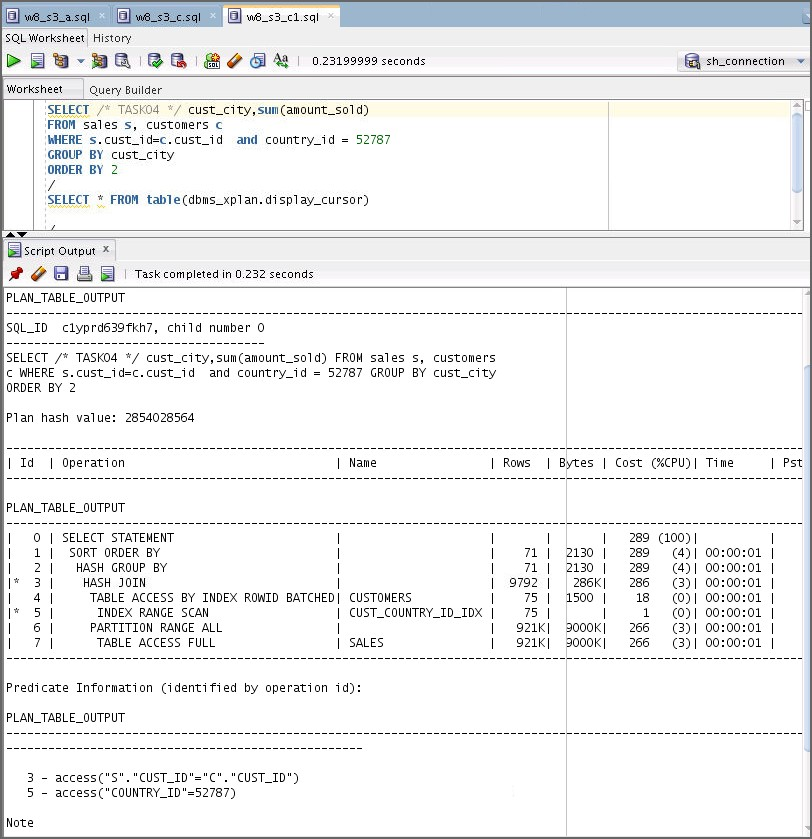 w8_s3_a.sql w8_s3_c.sql w8_s3_c1.sql
SQL Worksheet History
0.23199999 seconds sh_connection
Worksheet Query Builder
SELECT /* TASK04 */ cust_city,sum(amount_sold)
FROM sales s, customers c
WHERE s.cust_id=c.cust_id  and country_id = 52787
GROUP BY cust_city
ORDER BY 2
/
SELECT * FROM table(dbms_xplan.display_cursor)
/
Script Output
Task completed in 0.232 seconds
PLAN_TABLE_OUTPUT
--------------------------------------------------------------------------------
SQL_ID  c1yprd639fkh7, child number 0
-------------------------------------
SELECT /* TASK04 */ cust_city,sum(amount_sold) FROM sales s, customers
c WHERE s.cust_id=c.cust_id  and country_id = 52787 GROUP BY cust_city
ORDER BY 2
Plan hash value: 2854028564
--------------------------------------------------------------------------------
| Id  | Operation                            | Name                | Rows  | Bytes | Cost (%CPU)| Time     | Pst
--------------------------------------------------------------------------------
PLAN_TABLE_OUTPUT
--------------------------------------------------------------------------------
|   0 | SELECT STATEMENT                     |                     |       |       |   289 (100)|          |
|   1 |  SORT ORDER BY                       |                     |    71 |  2130 |   289   (4)| 00:00:01 |
|   2 |   HASH GROUP BY                      |                     |    71 |  2130 |   289   (4)| 00:00:01 |
|*  3 |    HASH JOIN                         |                     |  9792 |   286K|   286   (3)| 00:00:01 |
|   4 |     TABLE ACCESS BY INDEX ROWID BATCHED| CUSTOMERS           |    75 |  1500 |    18   (0)| 00:00:01 |
|*  5 |      INDEX RANGE SCAN                | CUST_COUNTRY_ID_IDX |    75 |       |     1   (0)| 00:00:01 |
|   6 |     PARTITION RANGE ALL              |                     |   921K|  9000K|   266   (3)| 00:00:01 |
|   7 |      TABLE ACCESS FULL               | SALES               |   921K|  9000K|   266   (3)| 00:00:01 |
--------------------------------------------------------------------------------
Predicate Information (identified by operation id):
PLAN_TABLE_OUTPUT
--------------------------------------------------------------------------------
---------------------------------------------------
3 - access("S"."CUST_ID"="C"."CUST_ID")
5 - access("COUNTRY_ID"=52787)
Note